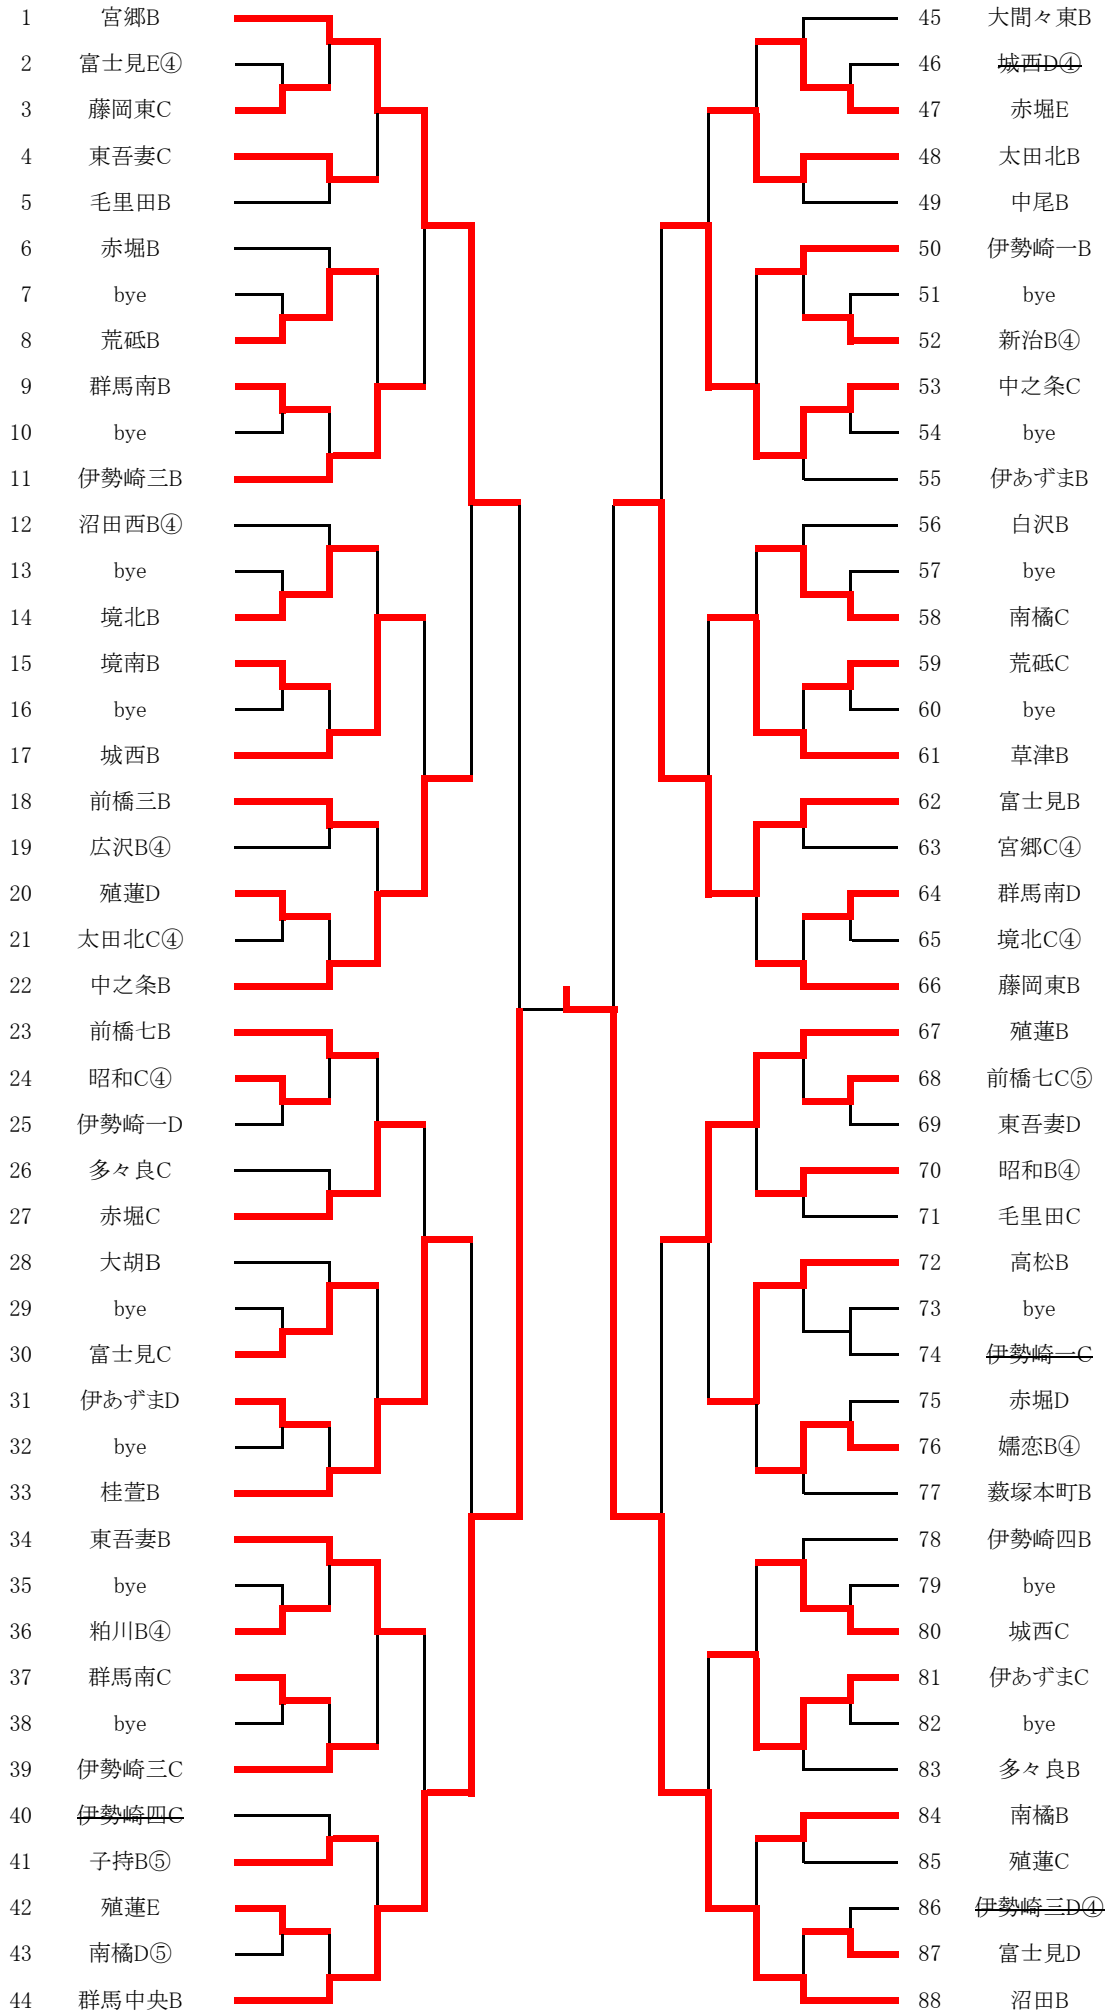 1 宮郷B
2 富士見E④
3 藤岡東C
4 東吾妻C
5 毛里田B
6 赤堀B
7 bye
8 荒砥B
9 群馬南B
10 bye
11 伊勢崎三B
12 沼田西B④
13 bye
14 境北B
15 境南B
16 bye
17 城西B
18 前橋三B
19 広沢B④
20 殖蓮D
21 太田北C④
22 中之条B
23 前橋七B
24 昭和C④
25 伊勢崎一D
26 多々良C
27 赤堀C
28 大胡B
29 bye
30 富士見C
31 伊あずまD
32 bye
33 桂萱B
34 東吾妻B
35 bye
36 粕川B④
37 群馬南C
38 bye
39 伊勢崎三C
40 伊勢崎四C
41 子持B⑤
42 殖蓮E
43 南橘D⑤
44 群馬中央B
45 大間々東B
46 城西D④
47 赤堀E
48 太田北B
49 中尾B
50 伊勢崎一B
51 bye
52 新治B④
53 中之条C
54 bye
55 伊あずまB
56 白沢B
57 bye
58 南橘C
59 荒砥C
60 bye
61 草津B
62 富士見B
63 宮郷C④
64 群馬南D
65 境北C④
66 藤岡東B
67 殖蓮B
68 前橋七C⑤
69 東吾妻D
70 昭和B④
71 毛里田C
72 高松B
73 bye
74 伊勢崎一C
75 赤堀D
76 嬬恋B④
77 薮塚本町B
78 伊勢崎四B
79 bye
80 城西C
81 伊あずまC
82 bye
83 多々良B
84 南橘B
85 殖蓮C
86 伊勢崎三D④
87 富士見D
88 沼田B